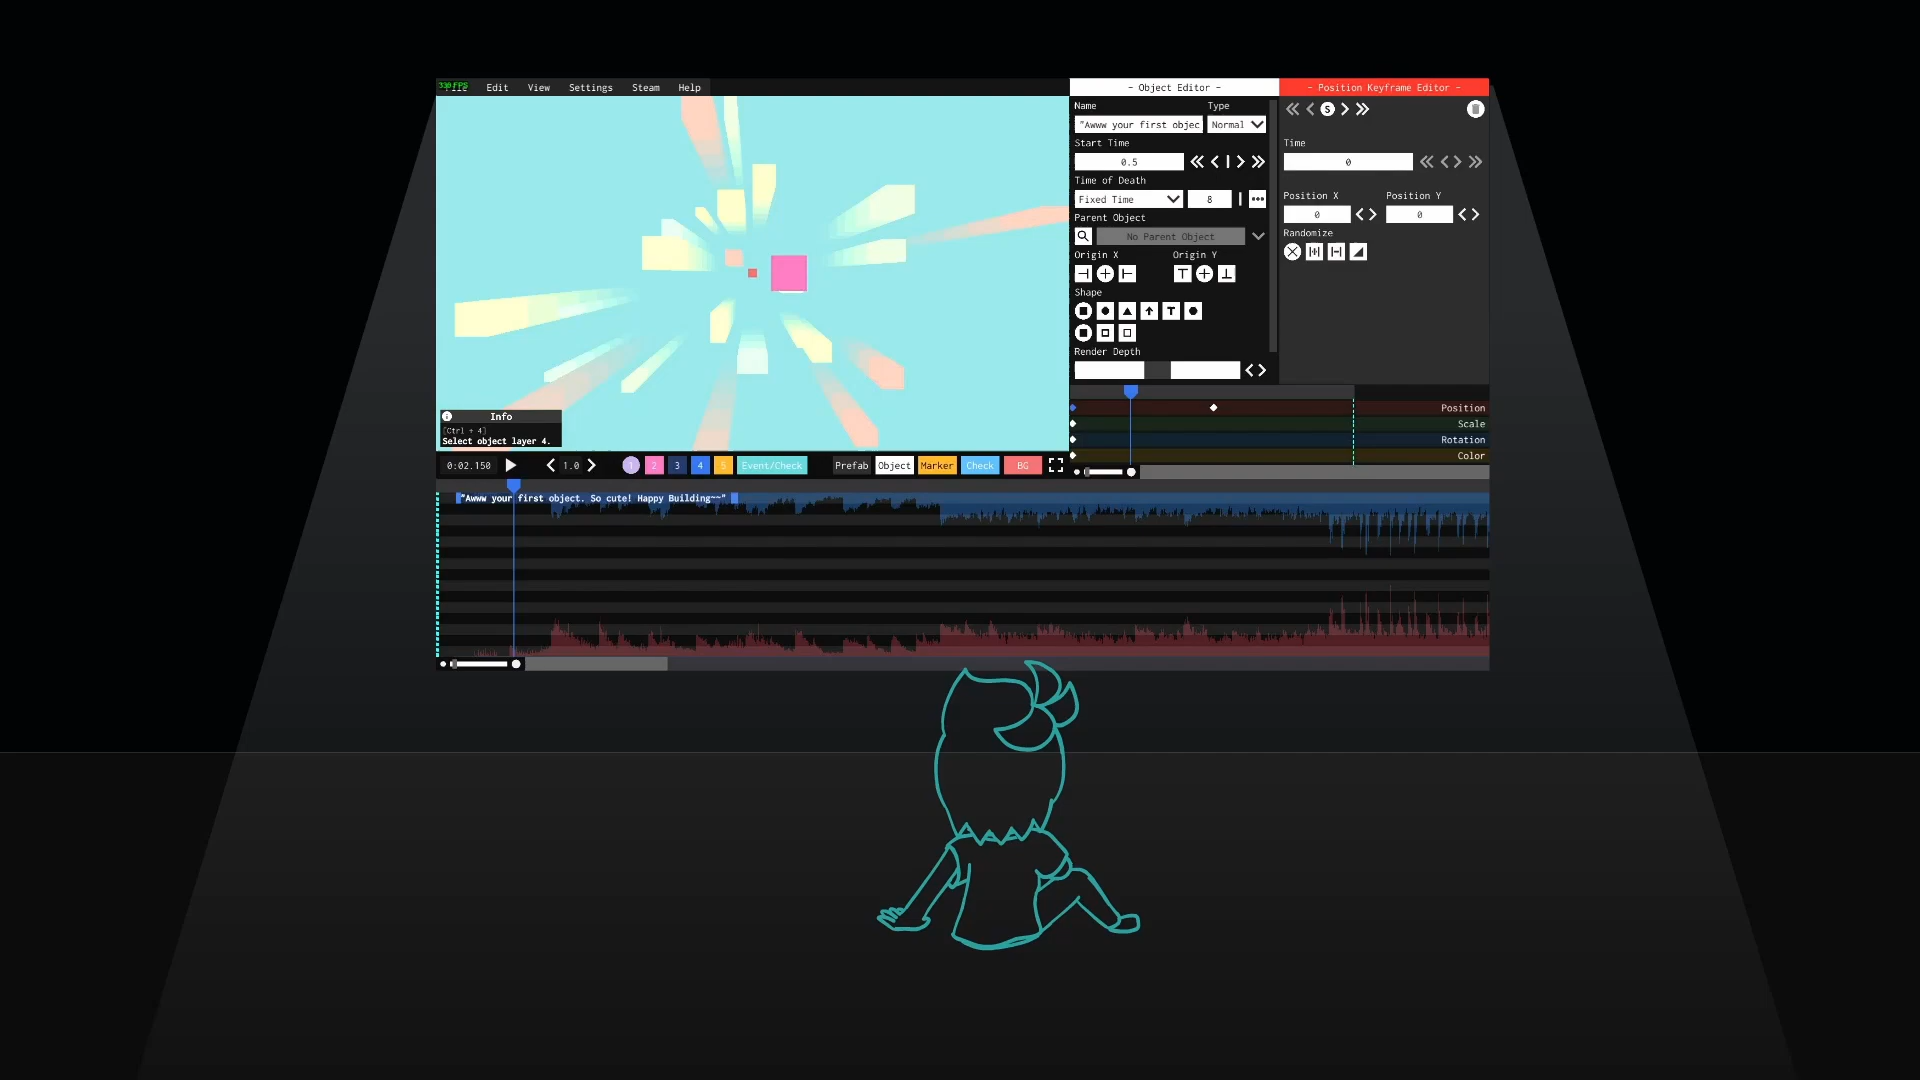 330 FPS
Edit View Settings Steam Help
- Object Editor -
- Position Keyframe Editor -
Name Type
"Awww your first objec Normal
Start Time
0.5
Time of Death
Fixed Time 8
Parent Object
No Parent Object
Origin X Origin Y
Shape
Render Depth
S
Time
0
Position X Position Y
0 0
Randomize
Info
[Ctrl + 4]
Select object layer 4.
Position
Scale
Rotation
Color
0:02.150 1.0 1 2 3 4 5 Event/Check Prefab Object Marker Check BG
"Awww your first object. So cute! Happy Building~~"